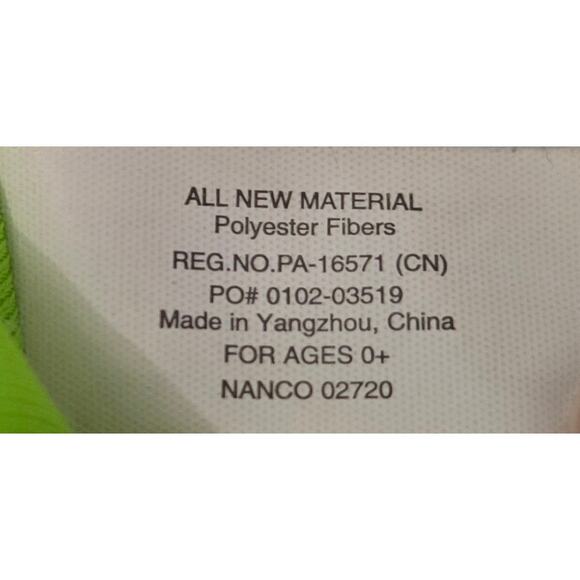 ALL NEW MATERIAL
Polyester Fibers
REG.NO.PA-16571 (CN)
PO# 0102-03519
Made in Yangzhou, China
FOR AGES 0+
NANCO 02720